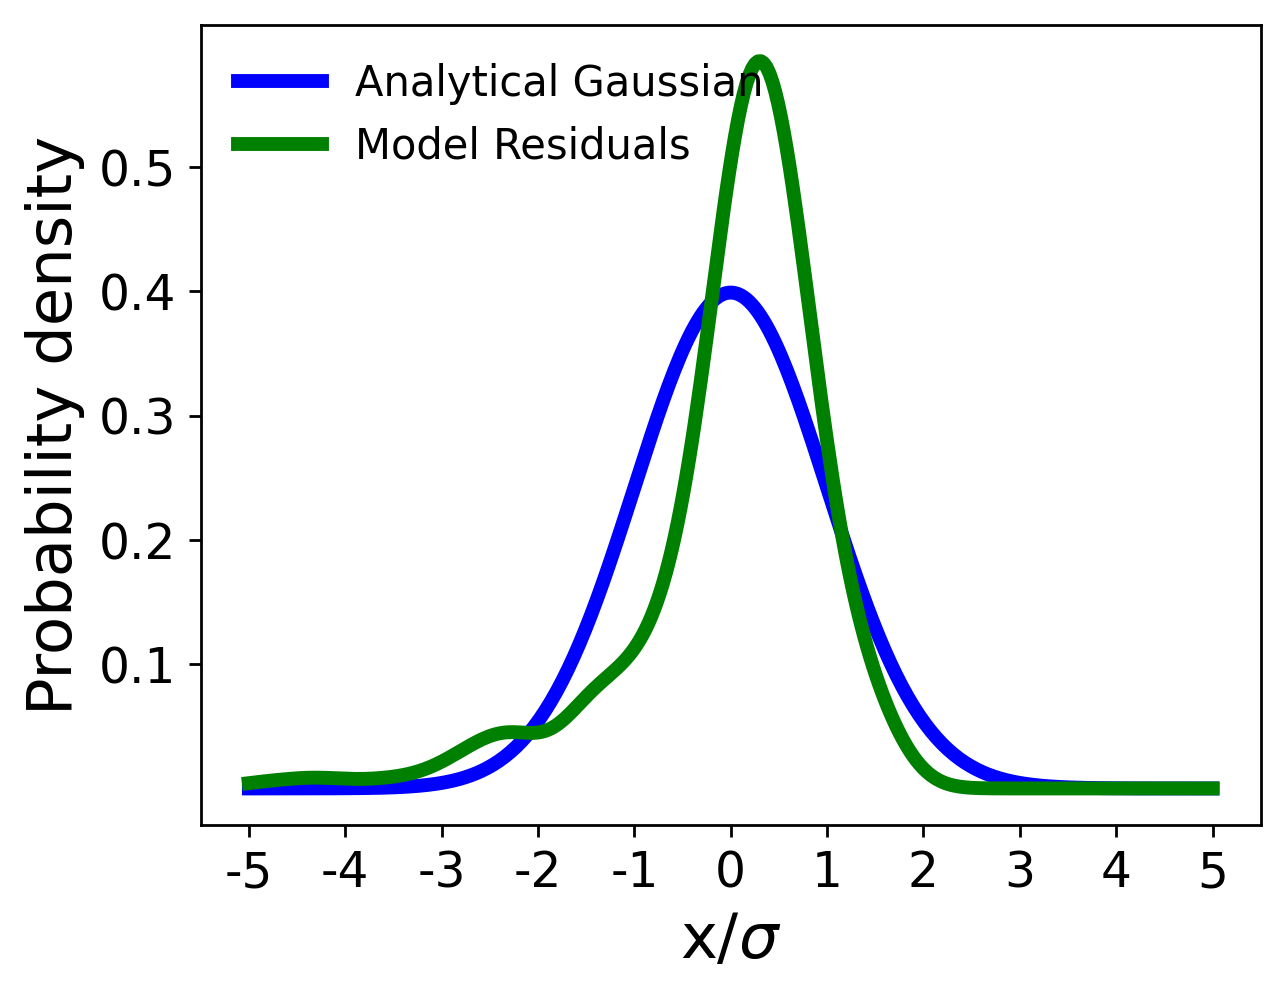 Analytical Gaussian
Model Residuals
Probability density
0.5
0.4
0.3
0.2
0.1
-5 -4 -3 -2 -1 0 1 2 3 4 5
x/σ